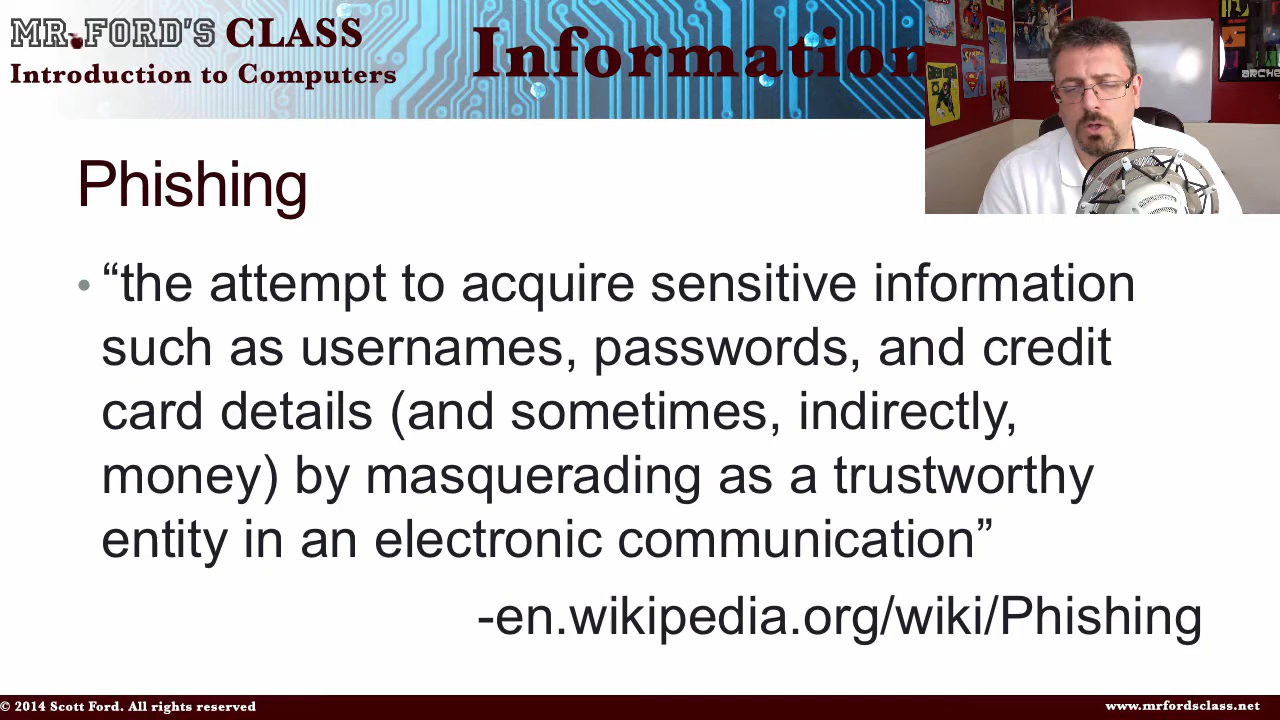 MR.FORD'S CLASS
Introduction to Computers
Information
Phishing
• “the attempt to acquire sensitive information
such as usernames, passwords, and credit
card details (and sometimes, indirectly,
money) by masquerading as a trustworthy
entity in an electronic communication”
-en.wikipedia.org/wiki/Phishing
© 2014 Scott Ford. All rights reserved
www.mrfordsclass.net